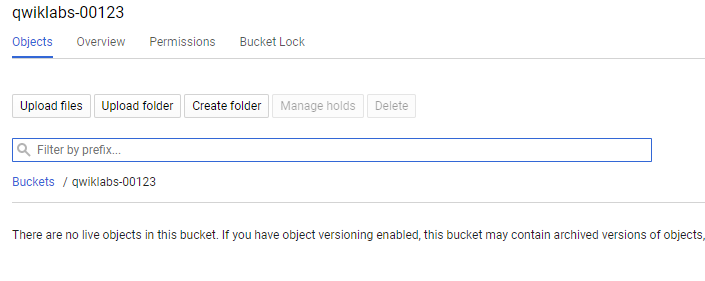 qwiklabs-00123
Objects Overview Permissions Bucket Lock
Upload files Upload folder Create folder Manage holds Delete
Filter by prefix...
Buckets / qwiklabs-00123
There are no live objects in this bucket. If you have object versioning enabled, this bucket may contain archived versions of objects,